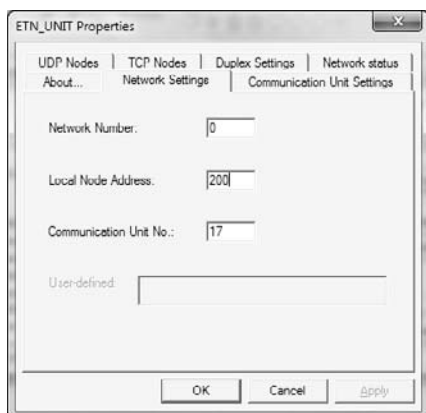 ETN_UNIT Properties
UDP Nodes TCP Nodes Duplex Settings Network status
About... Network Settings Communication Unit Settings
Network Number: 0
Local Node Address: 200
Communication Unit No.: 17
User-defined:
OK Cancel Apply